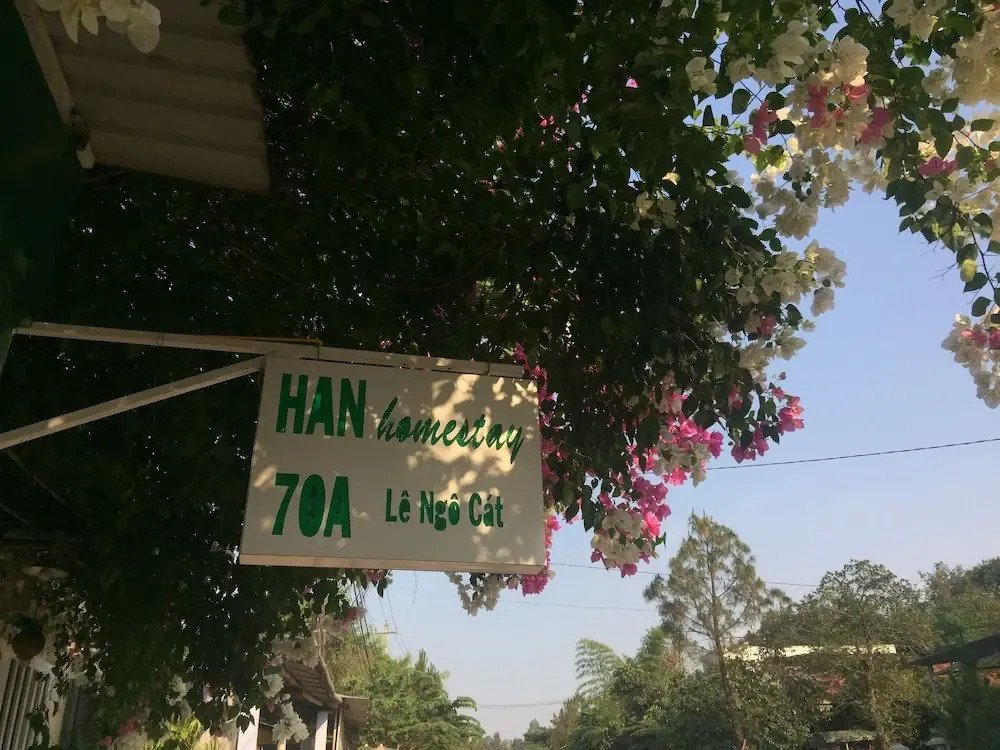 HAN homestay
70A Lê Ngô Cát